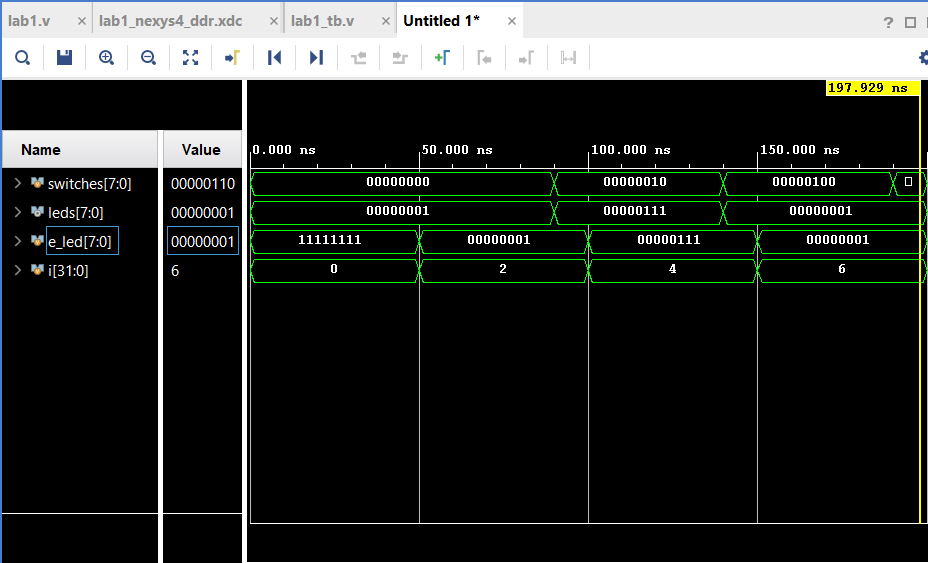 lab1.v × lab1_nexys4_ddr.xdc × lab1_tb.v × Untitled 1* ×
?
197.929 ns
Name Value
0.000 ns 50.000 ns 100.000 ns 150.000 ns
switches[7:0] 00000110 00000000 00000010 00000100
leds[7:0] 00000001 00000001 00000111 00000001
e_led[7:0] 00000001 11111111 00000001 00000111 00000001
i[31:0] 6 0 2 4 6